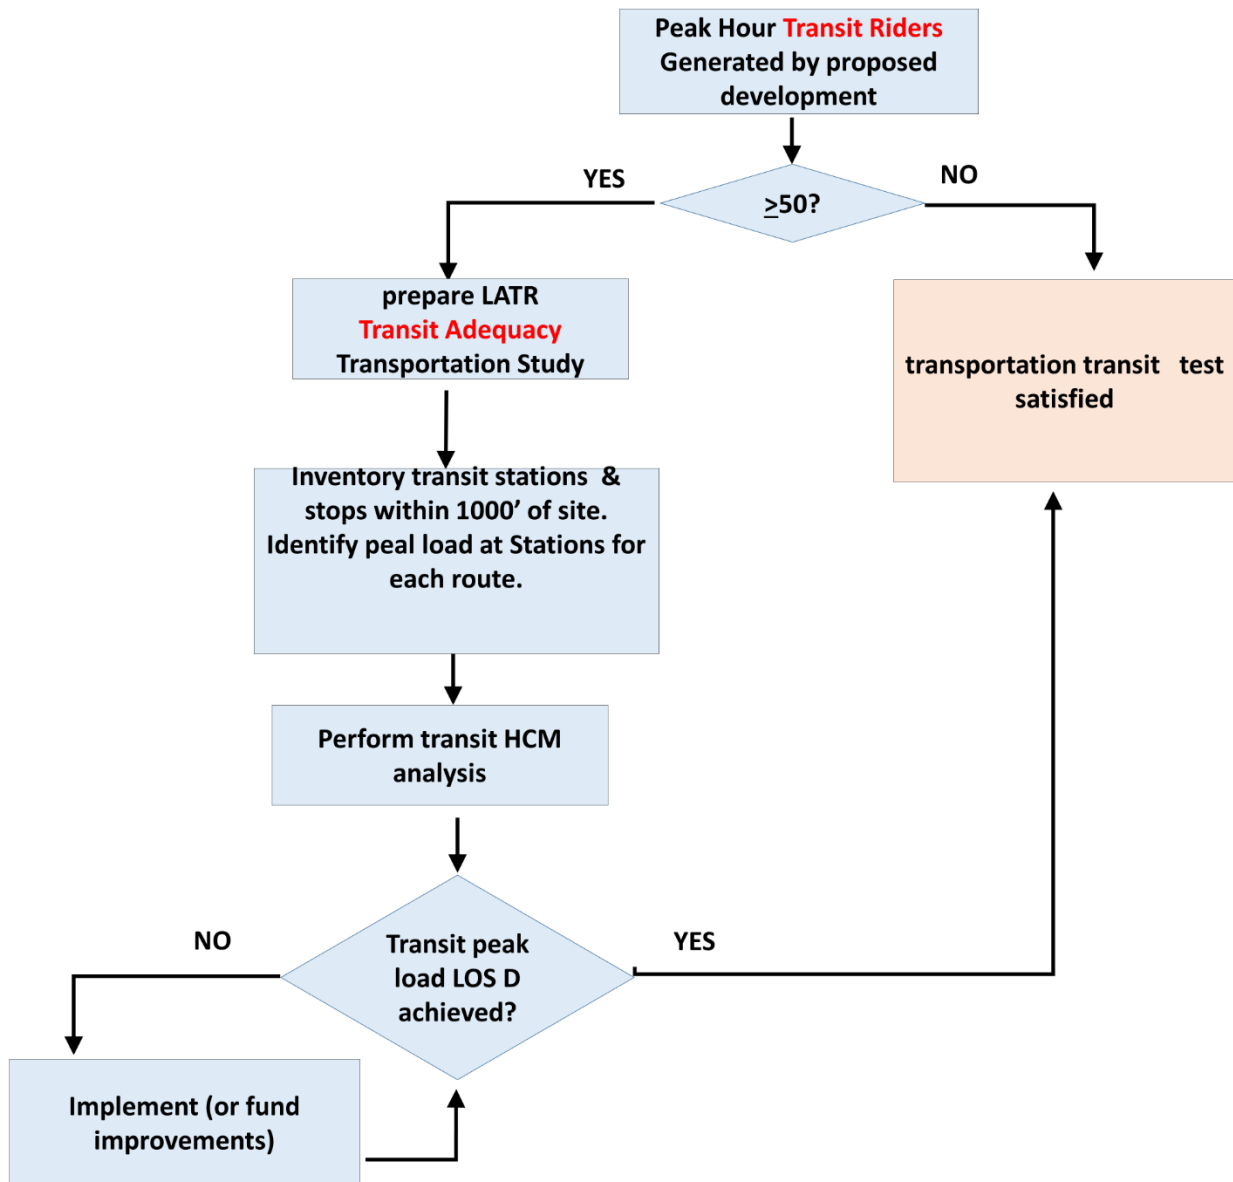 Peak Hour Transit Riders
Generated by proposed
development
YES
NO
≥50?
prepare LATR
Transit Adequacy
Transportation Study
transportation transit test
satisfied
Inventory transit stations &
stops within 1000’ of site.
Identify peal load at Stations for
each route.
Perform transit HCM
analysis
NO
Transit peak
load LOS D
achieved?
YES
Implement (or fund
improvements)